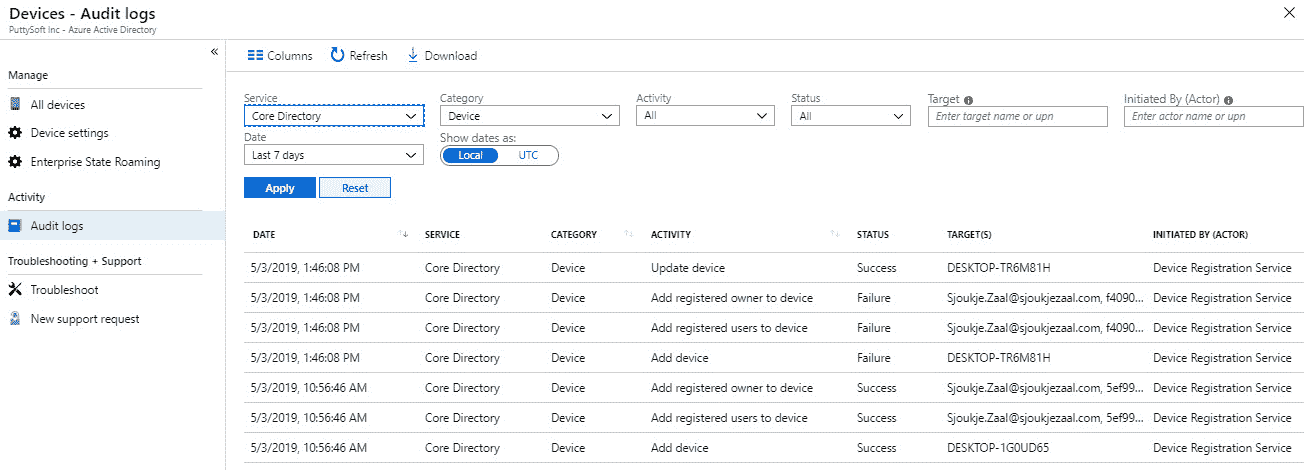 Devices - Audit logs
PuttySoft Inc - Azure Active Directory
Manage
All devices
Device settings
Enterprise State Roaming
Activity
Audit logs
Troubleshooting + Support
Troubleshoot
New support request
Columns Refresh Download
Service Category Activity Status Target Initiated By (Actor)
Core Directory Device All All Enter target name or upn Enter actor name or upn
Date Show dates as:
Last 7 days Local UTC
Apply Reset
DATE SERVICE CATEGORY ACTIVITY STATUS TARGET(S) INITIATED BY (ACTOR)
5/3/2019, 1:46:08 PM Core Directory Device Update device Success DESKTOP-TR6M81H Device Registration Service
5/3/2019, 1:46:08 PM Core Directory Device Add registered owner to device Failure Sjoukje.Zaal@sjoukjezaal.com, f4090... Device Registration Service
5/3/2019, 1:46:08 PM Core Directory Device Add registered users to device Failure Sjoukje.Zaal@sjoukjezaal.com, f4090... Device Registration Service
5/3/2019, 1:46:08 PM Core Directory Device Add device Failure DESKTOP-TR6M81H Device Registration Service
5/3/2019, 10:56:46 AM Core Directory Device Add registered owner to device Success Sjoukje.Zaal@sjoukjezaal.com, 5ef99... Device Registration Service
5/3/2019, 10:56:46 AM Core Directory Device Add registered users to device Success Sjoukje.Zaal@sjoukjezaal.com, 5ef99... Device Registration Service
5/3/2019, 10:56:46 AM Core Directory Device Add device Success DESKTOP-1G0UD65 Device Registration Service